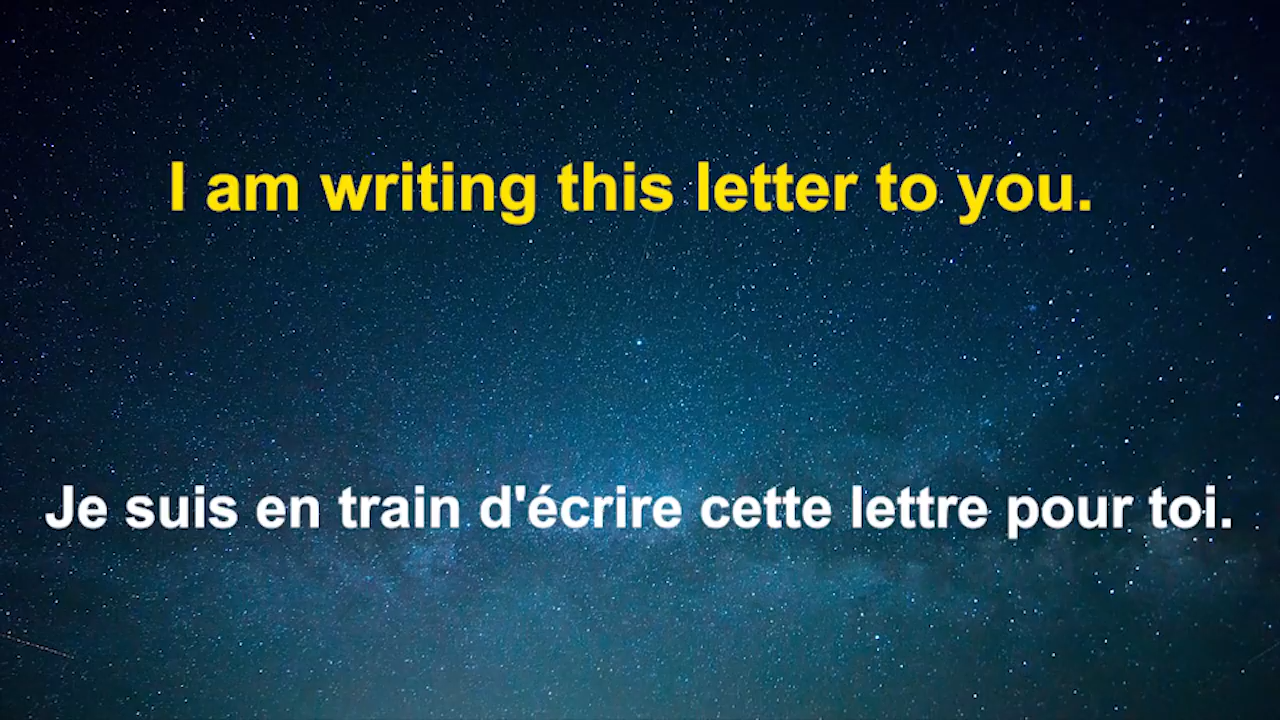 I am writing this letter to you.
Je suis en train d'écrire cette lettre pour toi.